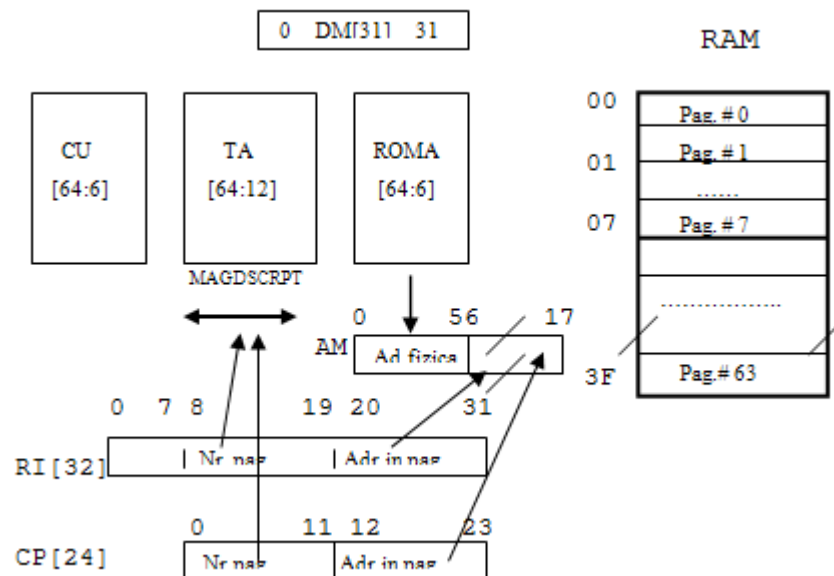 0 DM[31] 31
RAM
CU
[64:6]
TA
[64:12]
ROMA
[64:6]
MAGDSCRPT
00
Pag. # 0
01
Pag. # 1
......
07
Pag. # 7
.................
3F
Pag.# 63
0 56 17
AM
Ad fizica
0 7 8 19 20 31
RI[32]
Nr. pag
Adr in pag
0 11 12 23
CP[24]
Nr pag
Adr in pag